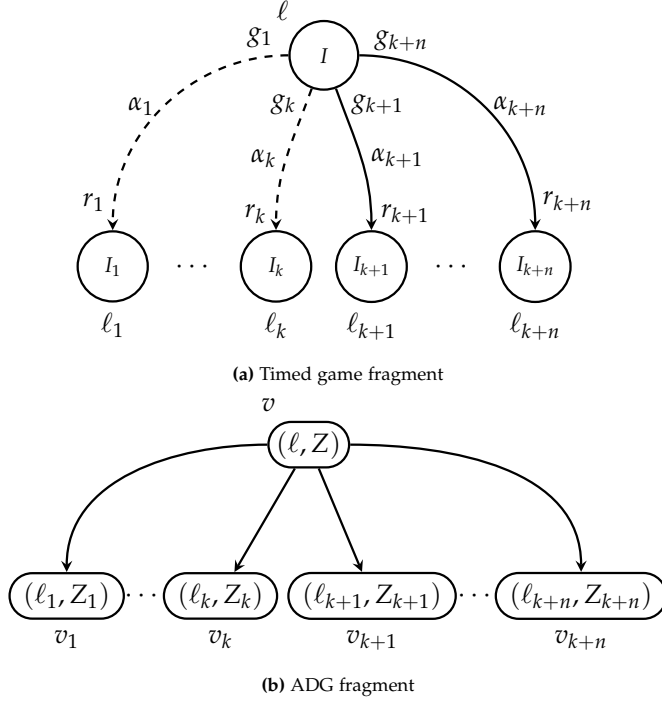 ℓ
g₁ I gₖ₊ₙ
gₖ gₖ₊₁
α₁ αₖ αₖ₊₁ αₖ₊ₙ
r₁ rₖ rₖ₊₁ rₖ₊ₙ
I₁ ··· Iₖ Iₖ₊₁ ··· Iₖ₊ₙ
ℓ₁ ℓₖ ℓₖ₊₁ ℓₖ₊ₙ
(a) Timed game fragment
v
(ℓ, Z)
(ℓ₁, Z₁) ··· (ℓₖ, Zₖ) (ℓₖ₊₁, Zₖ₊₁) ··· (ℓₖ₊ₙ, Zₖ₊ₙ)
v₁ vₖ vₖ₊₁ vₖ₊ₙ
(b) ADG fragment